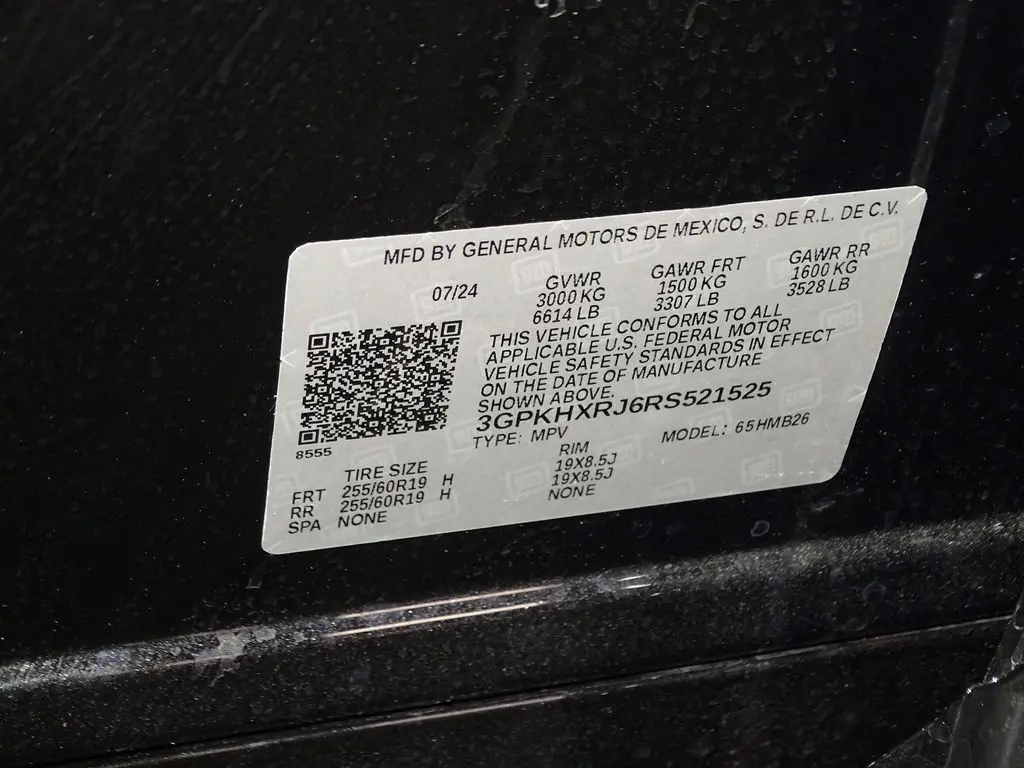 MFD BY GENERAL MOTORS DE MEXICO, S. DE R.L. DE C.V.
07/24 GVWR GAWR FRT GAWR RR
3000 KG 1500 KG 1600 KG
6614 LB 3307 LB 3528 LB
THIS VEHICLE CONFORMS TO ALL
APPLICABLE U.S. FEDERAL MOTOR
VEHICLE SAFETY STANDARDS IN EFFECT
ON THE DATE OF MANUFACTURE
SHOWN ABOVE.
3GPKHXRJ6RS521525
TYPE: MPV MODEL: 65HMB26
8555
TIRE SIZE RIM
FRT 255/60R19 H 19X8.5J
RR 255/60R19 H 19X8.5J
SPA NONE NONE